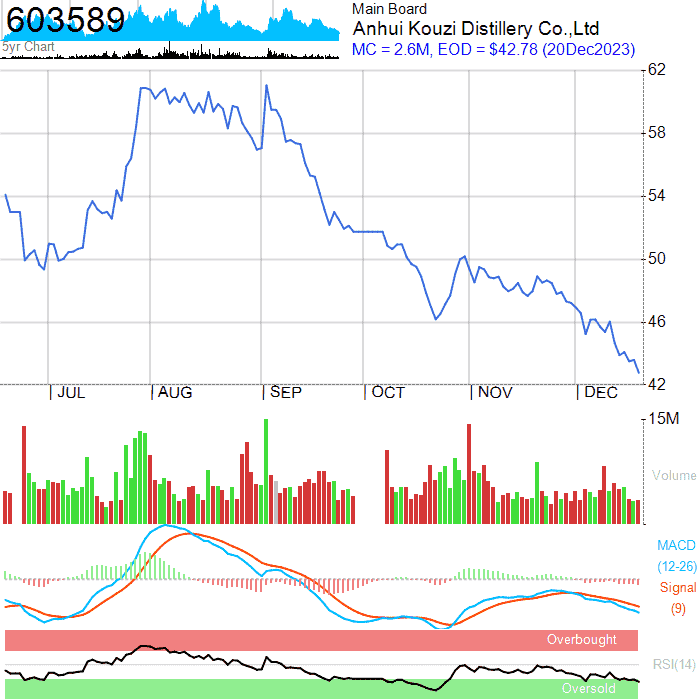 603589
5yr Chart
Main Board
Anhui Kouzi Distillery Co.,Ltd
MC = 2.6M, EOD = $42.78 (20Dec2023)
62
58
54
50
46
42
JUL AUG SEP OCT NOV DEC
15M
Volume
MACD
(12-26)
Signal
(9)
Overbought
RSI(14)
Oversold